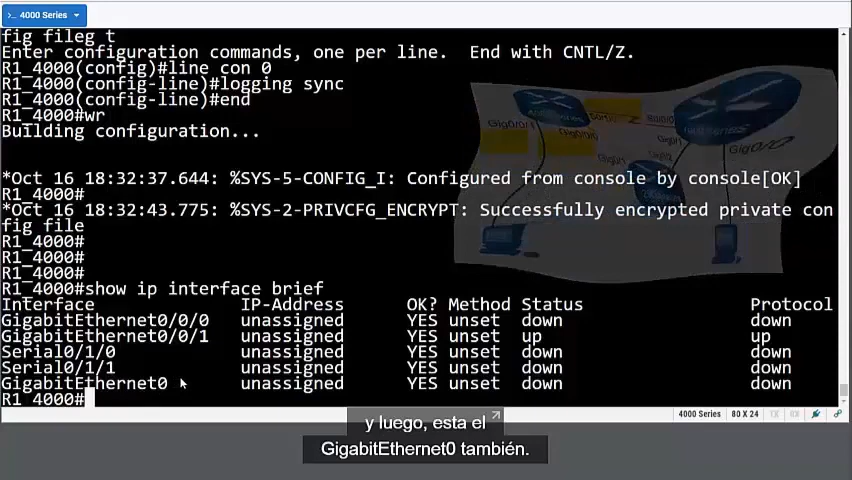 4000 Series
fig fileg t
Enter configuration commands, one per line.  End with CNTL/Z.
R1_4000(config)#line con 0
R1_4000(config-line)#logging sync
R1_4000(config-line)#end
R1_4000#wr
Building configuration...
*Oct 16 18:32:37.644: %SYS-5-CONFIG_I: Configured from console by console[OK]
R1_4000#
*Oct 16 18:32:43.775: %SYS-2-PRIVCFG_ENCRYPT: Successfully encrypted private con
fig file
R1_4000#
R1_4000#
R1_4000#
R1_4000#show ip interface brief
Interface IP-Address OK? Method Status Protocol
GigabitEthernet0/0/0 unassigned YES unset down down
GigabitEthernet0/0/1 unassigned YES unset up up
Serial0/1/0 unassigned YES unset down down
Serial0/1/1 unassigned YES unset down down
GigabitEthernet0 unassigned YES unset down down
R1_4000#
4000 Series 80 X 24 TX RX
y luego, esta el
GigabitEthernet0 también.